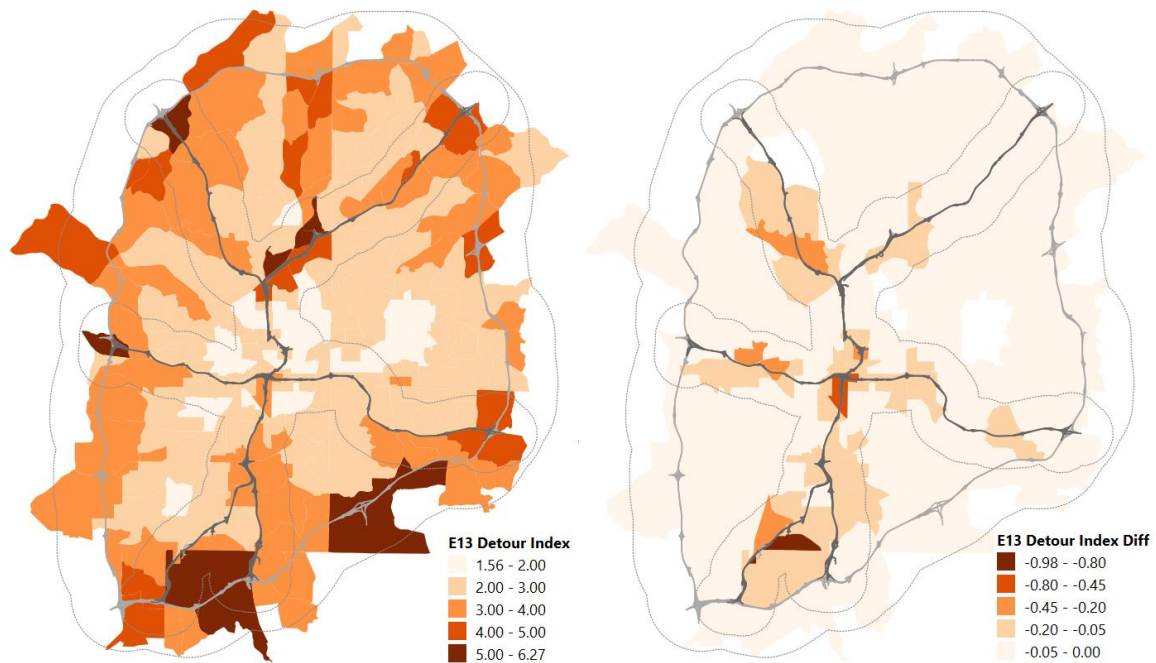 E13 Detour Index
1.56 - 2.00
2.00 - 3.00
3.00 - 4.00
4.00 - 5.00
5.00 - 6.27
E13 Detour Index Diff
-0.98 - -0.80
-0.80 - -0.45
-0.45 - -0.20
-0.20 - -0.05
-0.05 - 0.00